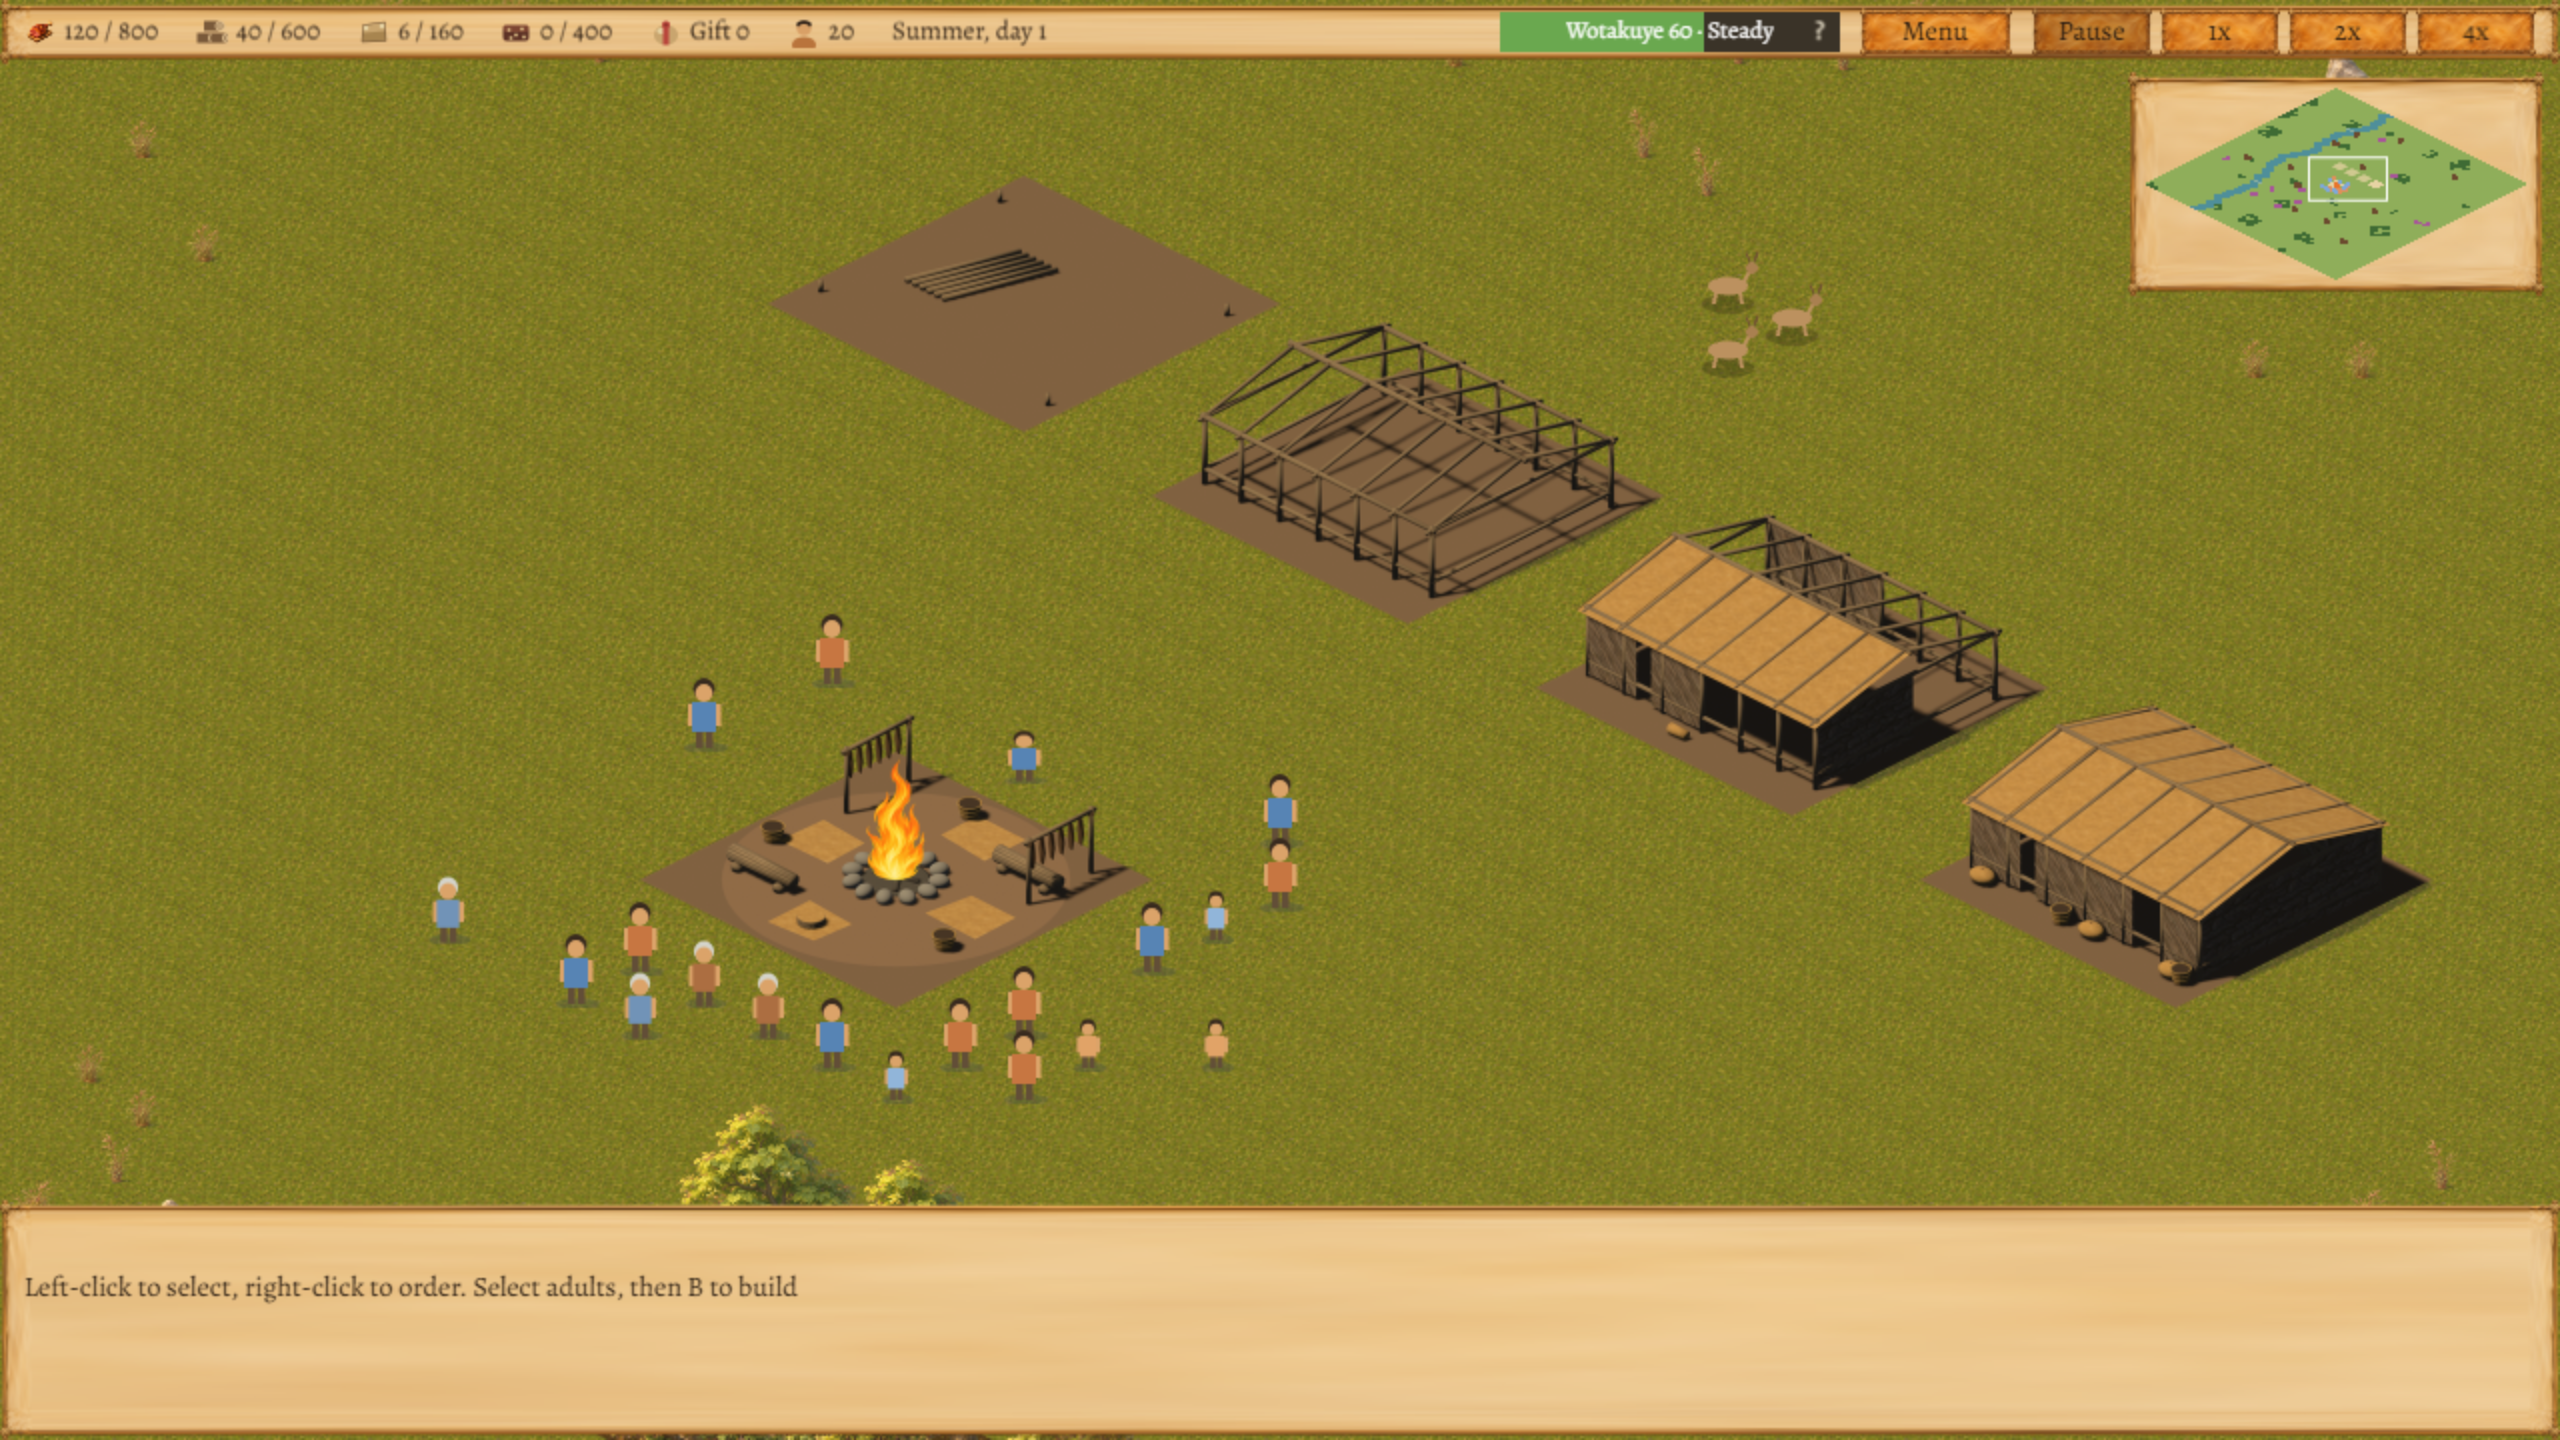 120 / 800 40 / 600 6 / 160 0 / 400 Gift 0 20 Summer, day 1 Wotakuye 60 · Steady ? Menu Pause 1x 2x 4x
Left-click to select, right-click to order. Select adults, then B to build